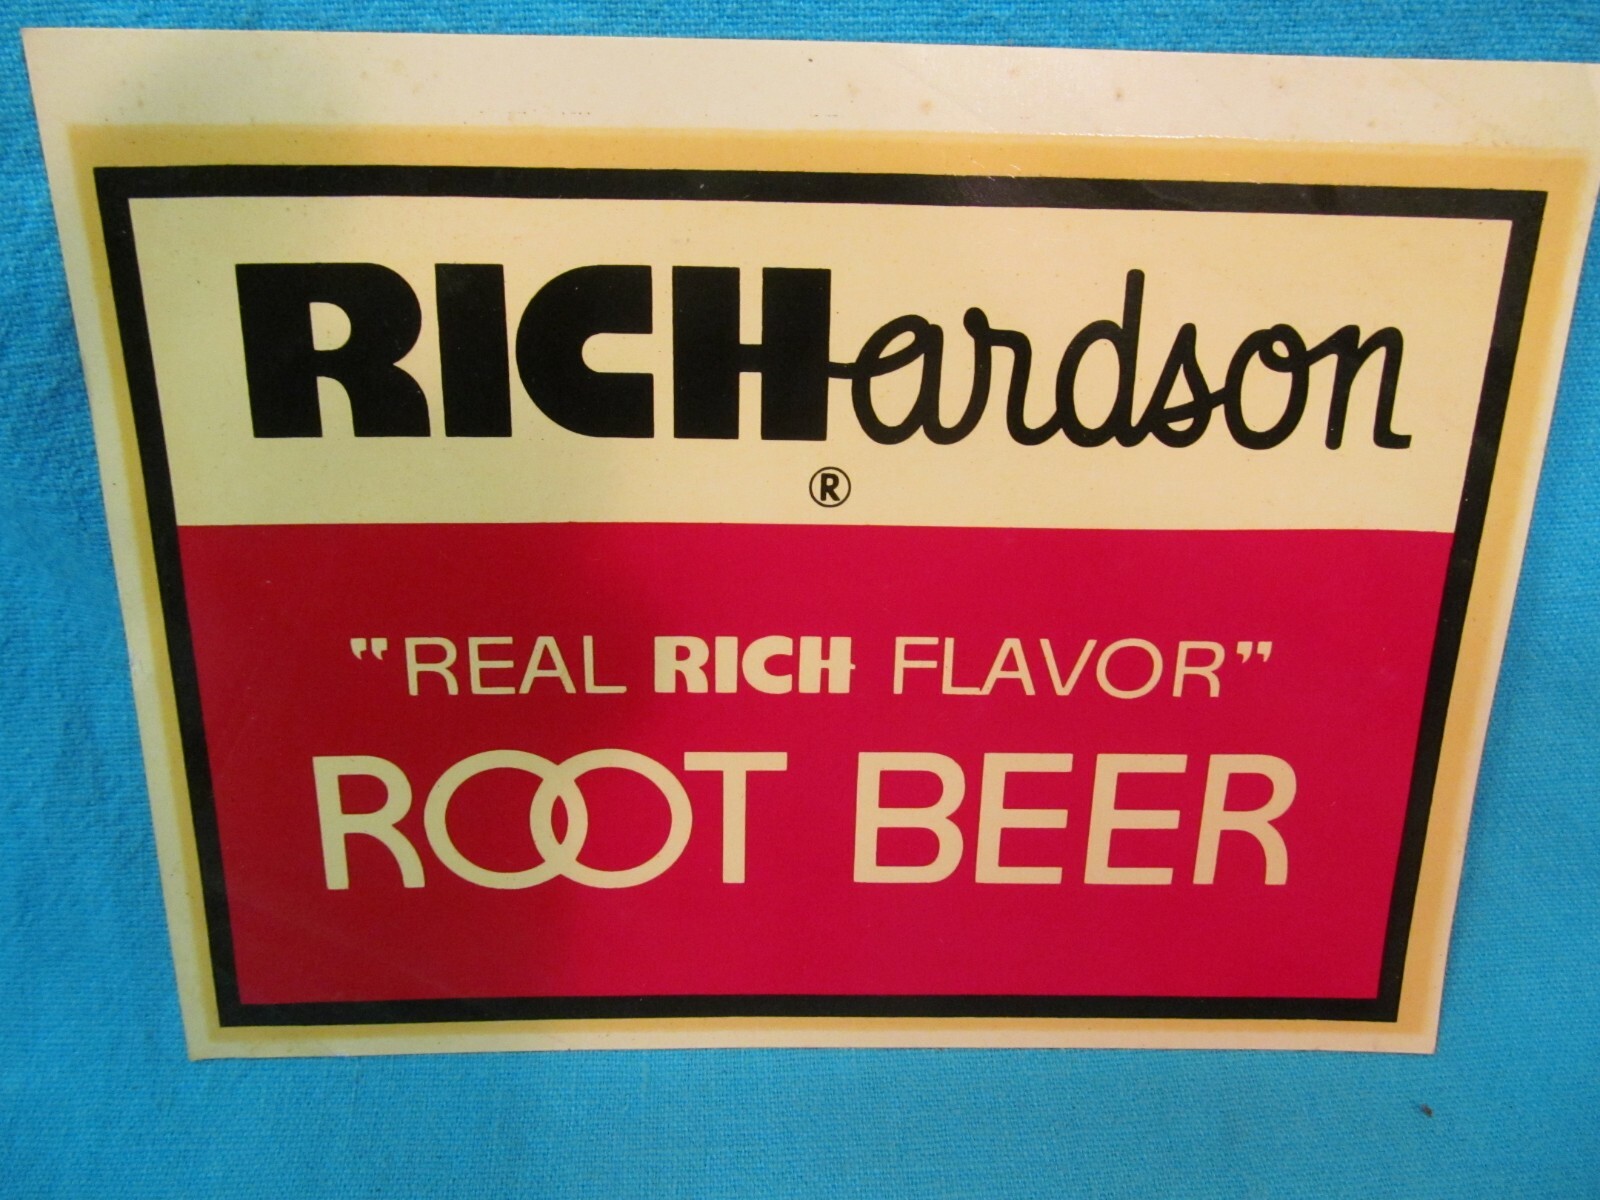 RICHardson
®
"REAL RICH FLAVOR"
ROOT BEER